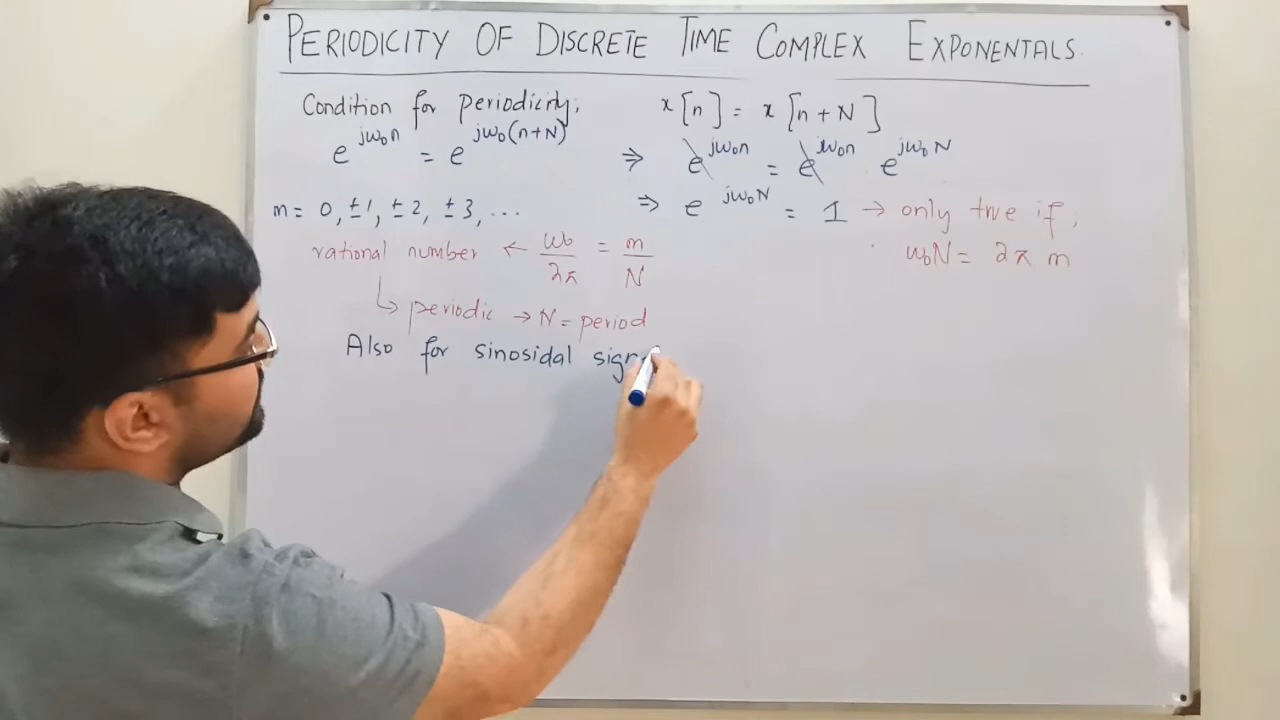 PERIODICITY OF DISCRETE TIME COMPLEX EXPONENTALS
Condition for periodicity, x[n] = x[n+N]
e^{jω₀n} = e^{jω₀(n+N)} ⇒ e^{jω₀n} = e^{jω₀n} e^{jω₀N}
m = 0, ±1, ±2, ±3, ... ⇒ e^{jω₀N} = 1 → only true if,
rational number ← ω₀/2π = m/N ω₀N = 2π m
↳ periodic → N = period
Also for sinosidal